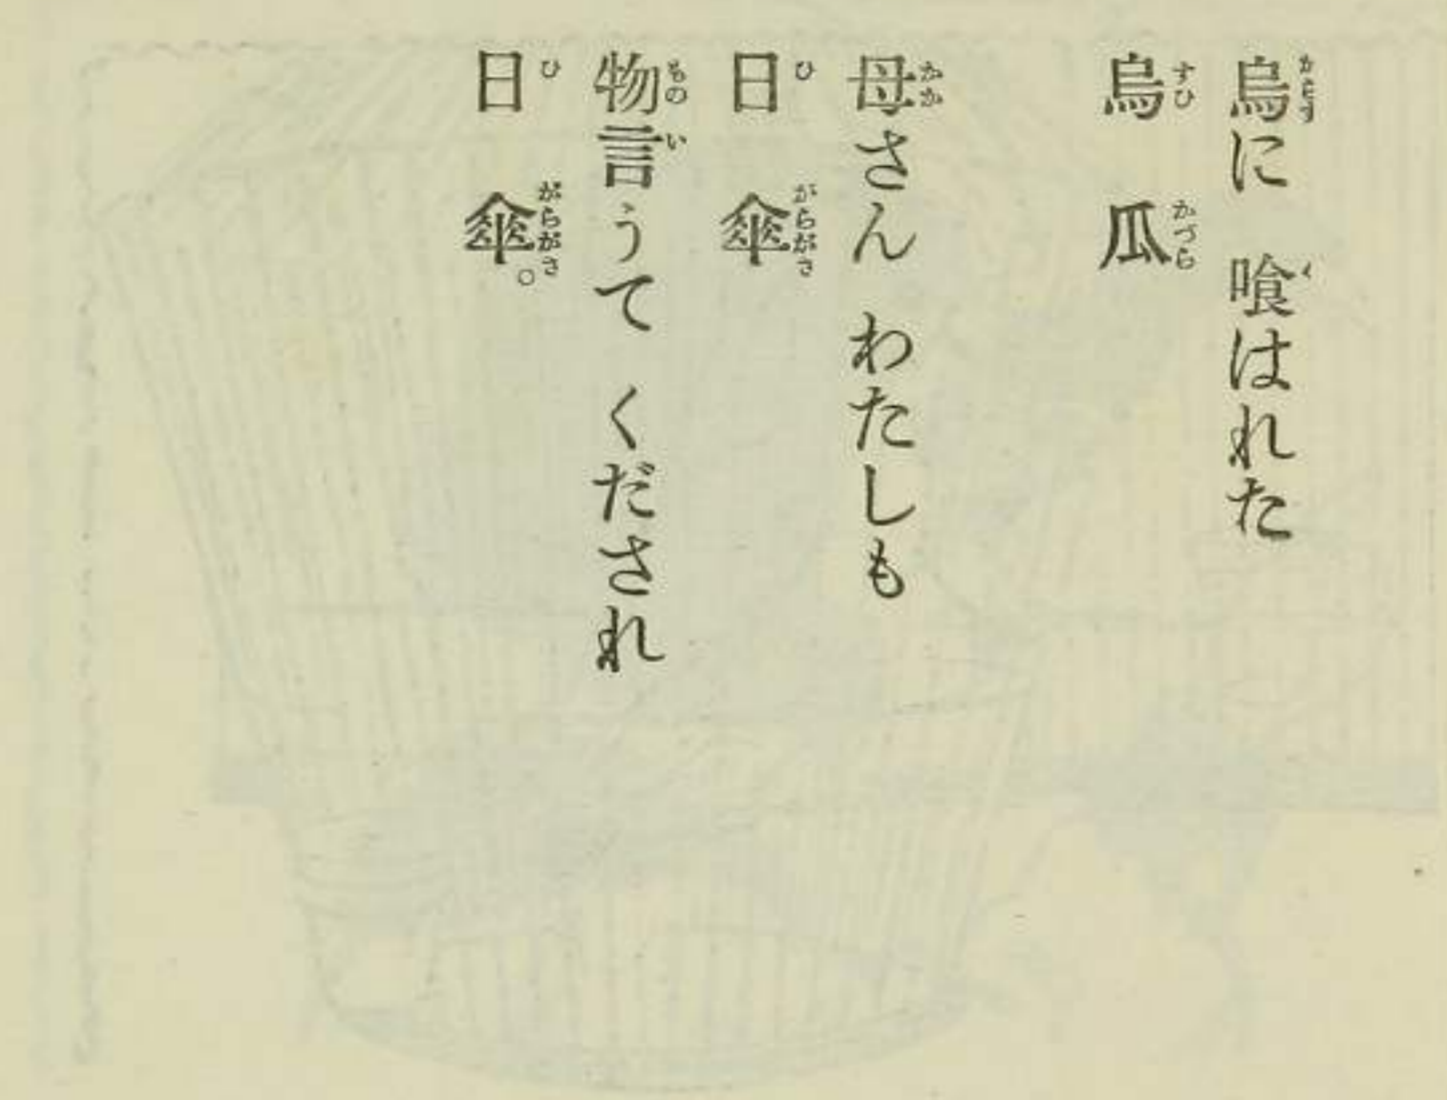 烏に　喰はれた
烏　瓜
母さん　わたしも
日　傘
物言うて　くだされ
日　傘。